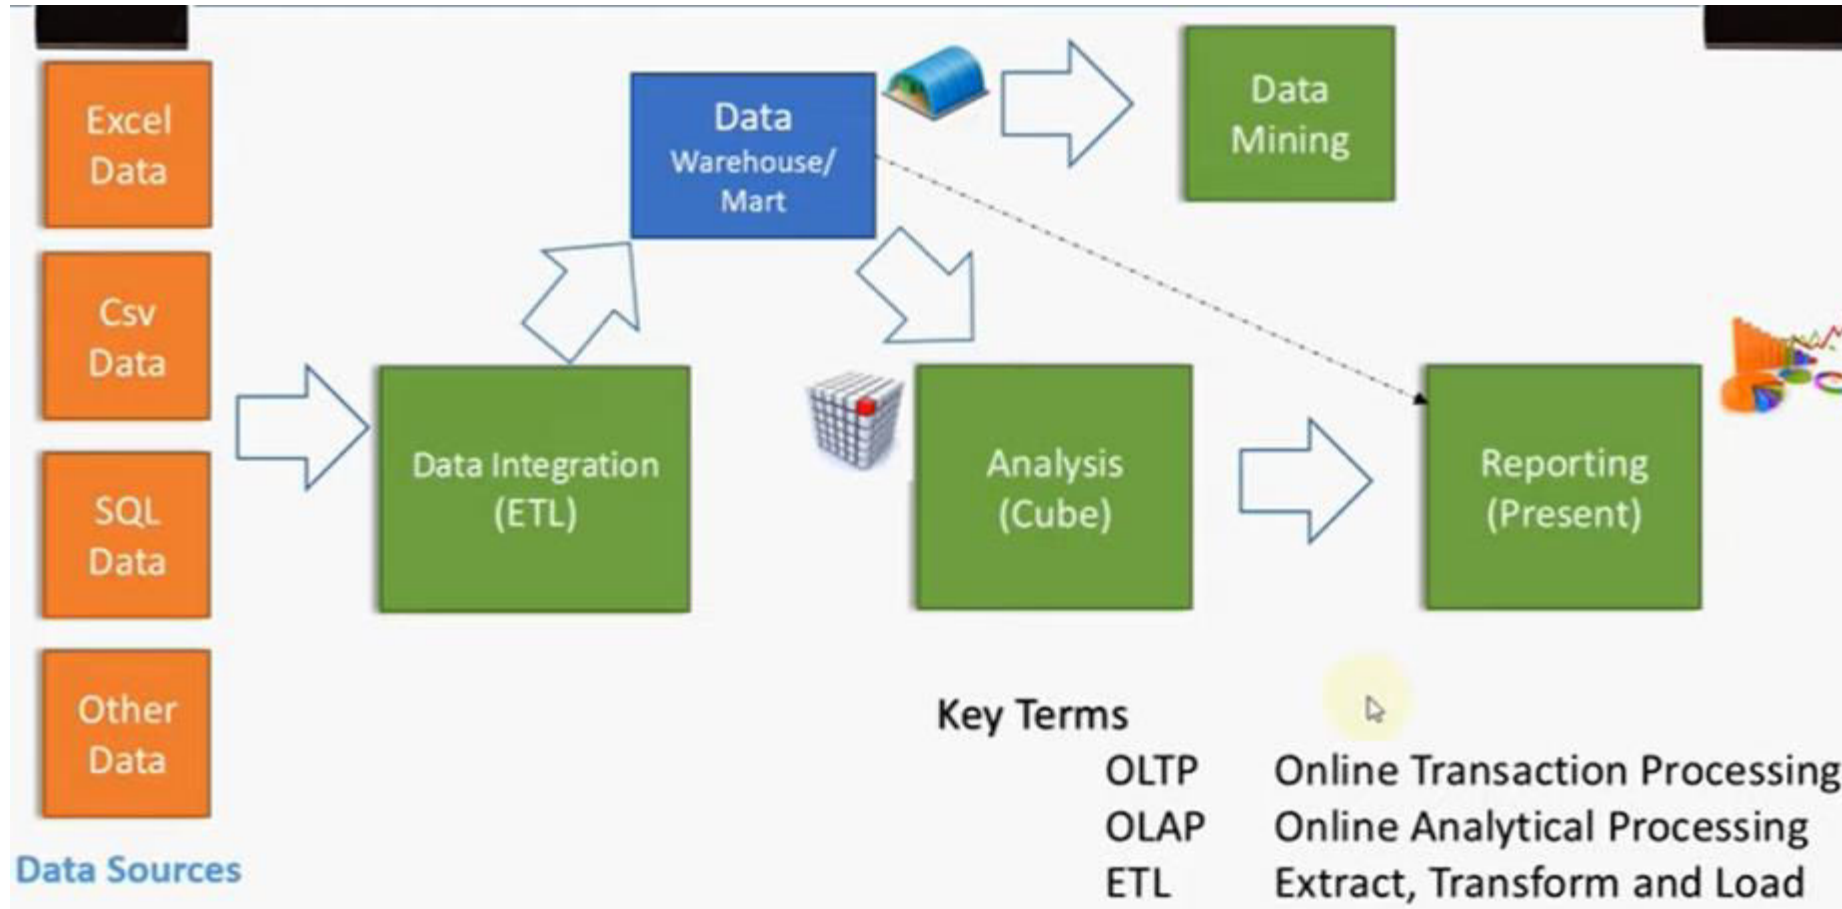 Excel
Data
Csv
Data
SQL
Data
Other
Data
Data Sources
Data Integration
(ETL)
Data
Warehouse/
Mart
Data
Mining
Analysis
(Cube)
Reporting
(Present)
Key Terms
OLTP Online Transaction Processing
OLAP Online Analytical Processing
ETL Extract, Transform and Load